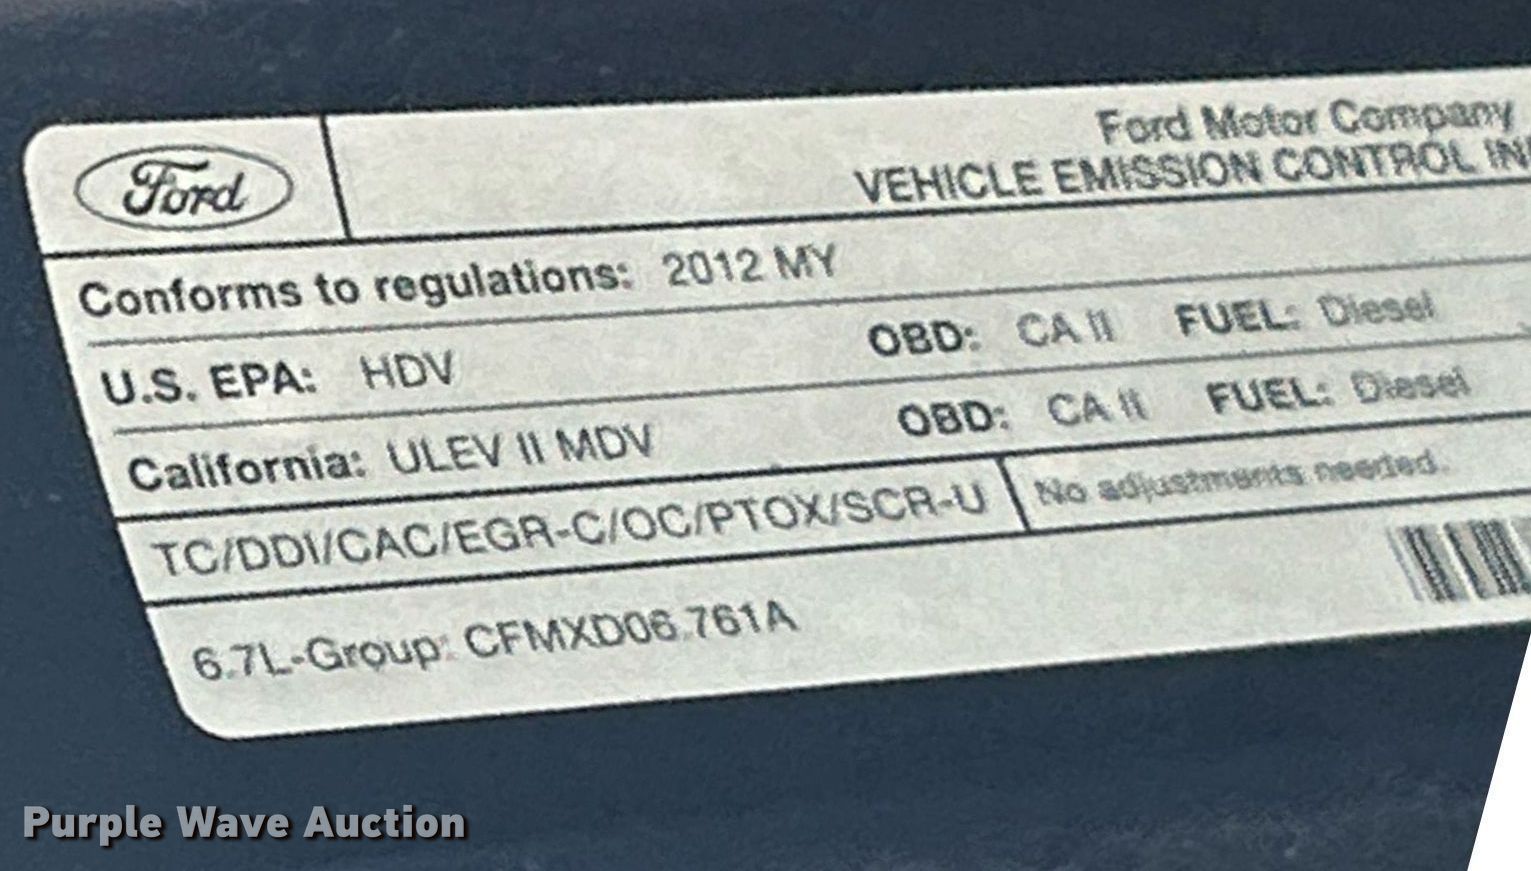 Ford
Ford Motor Company
VEHICLE EMISSION CONTROL
Conforms to regulations: 2012 MY
U.S. EPA: HDV OBD: CA II FUEL: Diesel
California: ULEV II MDV OBD: CA II FUEL: Diesel
TC/DDI/CAC/EGR-C/OC/PTOX/SCR-U No adjustments needed.
6.7L-Group: CFMXD06.761A
Purple Wave Auction